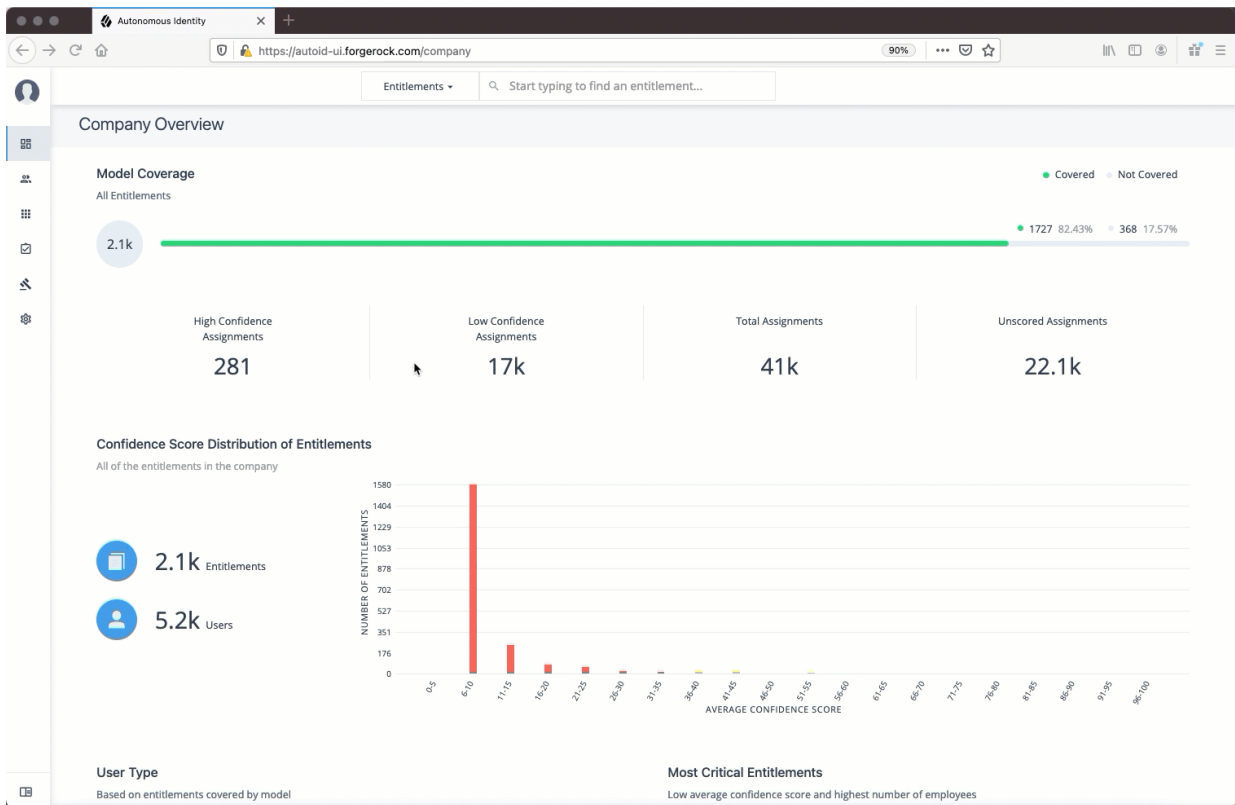 Autonomous Identity
https://autoid-ui.forgerock.com/company
90%
Entitlements
Start typing to find an entitlement...
Company Overview
Model Coverage
Covered Not Covered
All Entitlements
1727 82.43% 368 17.57%
2.1k
High Confidence Assignments
281
Low Confidence Assignments
17k
Total Assignments
41k
Unscored Assignments
22.1k
Confidence Score Distribution of Entitlements
All of the entitlements in the company
2.1k Entitlements
5.2k Users
NUMBER OF ENTITLEMENTS
1580
1404
1229
1053
878
702
527
351
176
0
0-5 6-10 11-15 16-20 21-25 26-30 31-35 36-40 41-45 46-50 51-55 56-60 61-65 66-70 71-75 76-80 81-85 86-90 91-95 96-100
AVERAGE CONFIDENCE SCORE
User Type
Based on entitlements covered by model
Most Critical Entitlements
Low average confidence score and highest number of employees